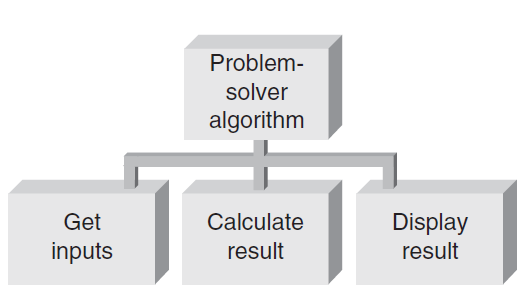 Problem-
solver
algorithm
Get
inputs
Calculate
result
Display
result